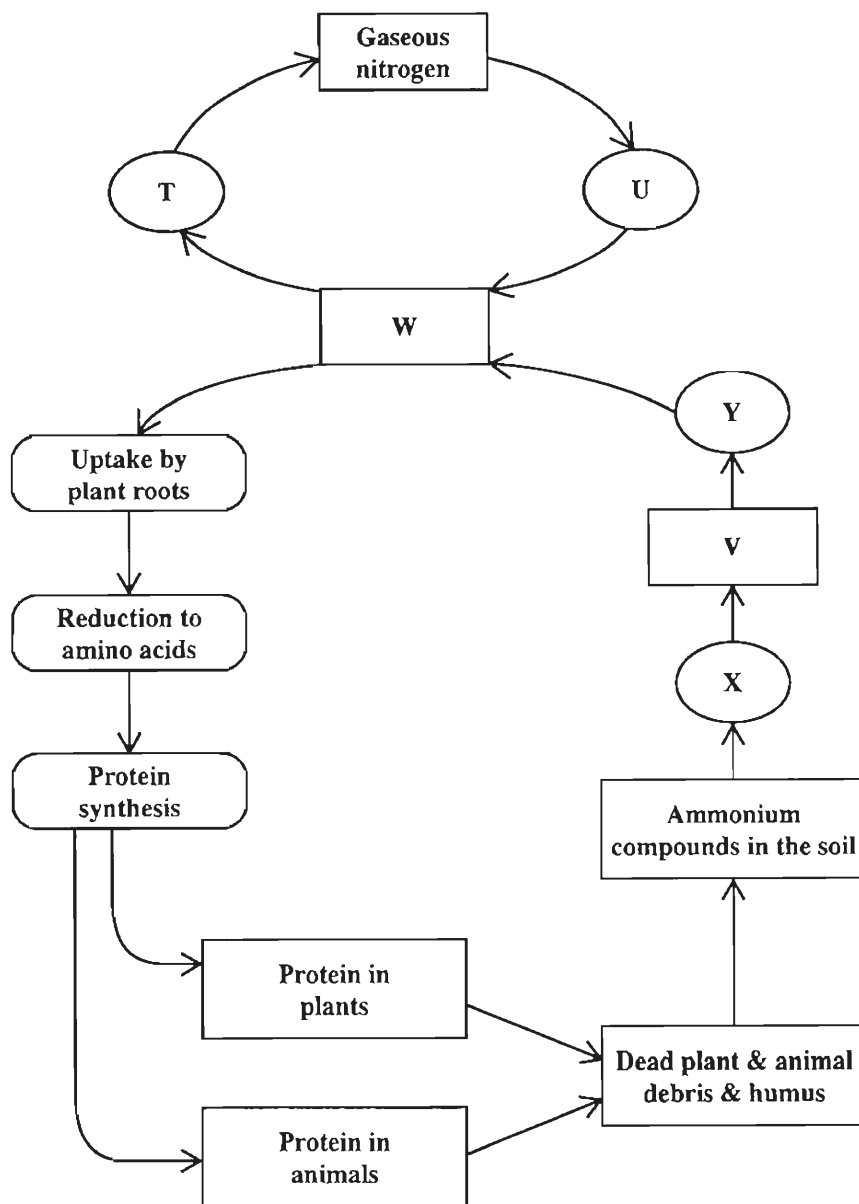 Gaseous
nitrogen
T
U
W
Y
Uptake by
plant roots
V
Reduction to
amino acids
X
Protein
synthesis
Ammonium
compounds in the soil
Protein in
plants
Dead plant & animal
debris & humus
Protein in
animals